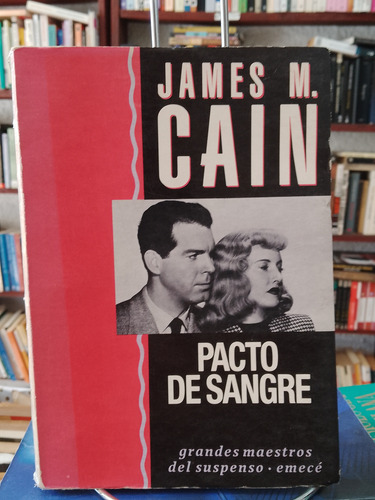 JAMES M.
CAIN
PACTO
DE SANGRE
grandes maestros
del suspenso · emecé